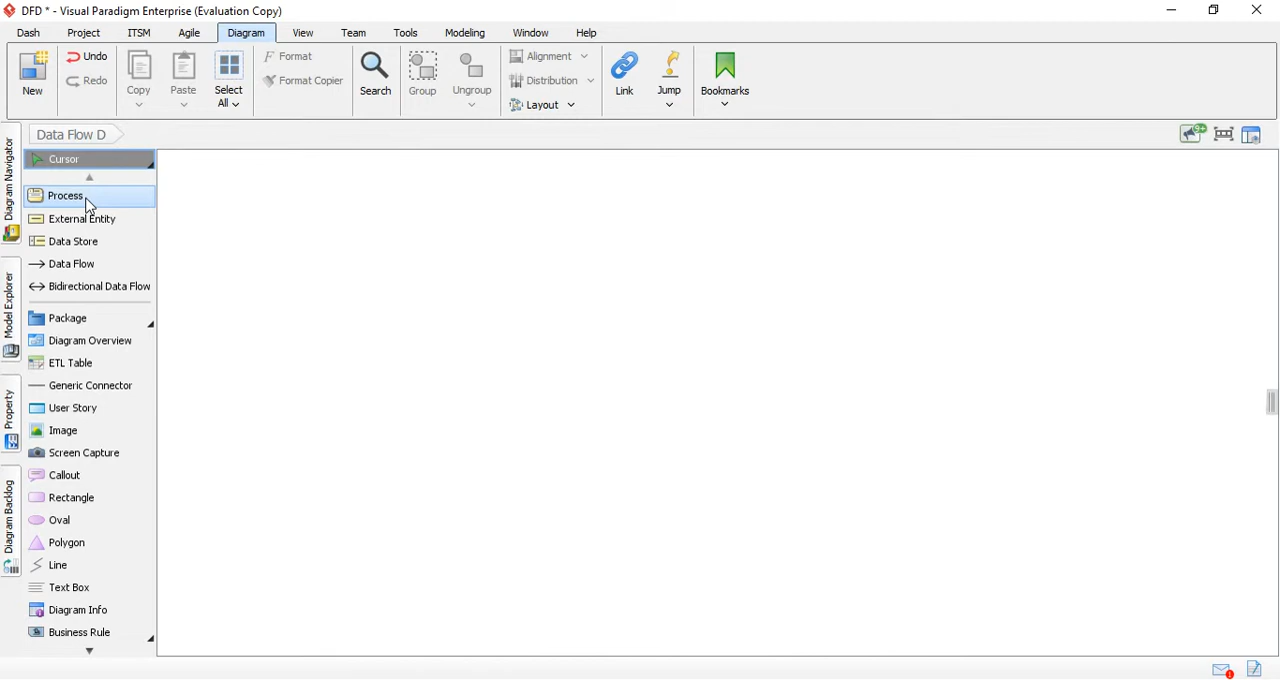 DFD * - Visual Paradigm Enterprise (Evaluation Copy)
Dash Project ITSM Agile Diagram View Team Tools Modeling Window Help
New
Undo
Redo
Copy
Paste
Select
All
Format
Format Copier
Search
Group
Ungroup
Alignment
Distribution
Layout
Link
Jump
Bookmarks
Data Flow D
9+
Diagram Navigator
Model Explorer
Property
Diagram Backlog
Cursor
Process
External Entity
Data Store
Data Flow
Bidirectional Data Flow
Package
Diagram Overview
ETL Table
Generic Connector
User Story
Image
Screen Capture
Callout
Rectangle
Oval
Polygon
Line
Text Box
Diagram Info
Business Rule